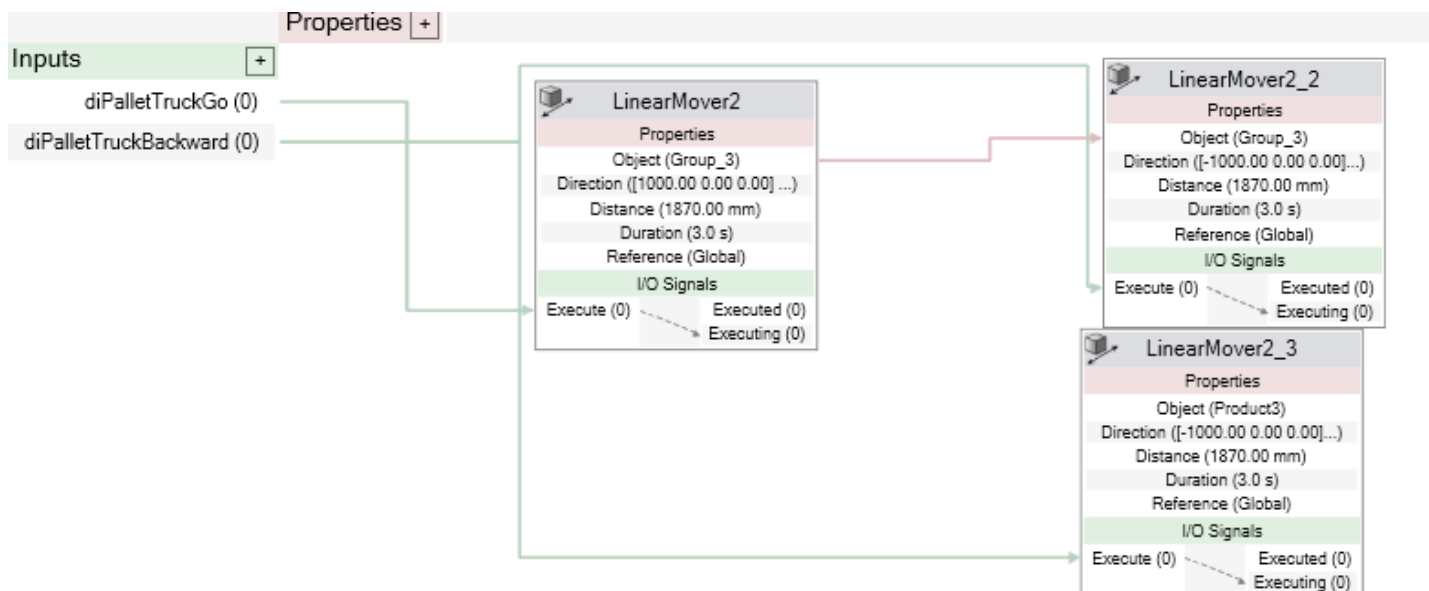 Properties +
Inputs +
diPalletTruckGo (0)
diPalletTruckBackward (0)
LinearMover2
Properties
Object (Group_3)
Direction ([1000.00 0.00 0.00] ...)
Distance (1870.00 mm)
Duration (3.0 s)
Reference (Global)
I/O Signals
Execute (0) Executed (0)
Executing (0)
LinearMover2_2
Properties
Object (Group_3)
Direction ([-1000.00 0.00 0.00]...)
Distance (1870.00 mm)
Duration (3.0 s)
Reference (Global)
I/O Signals
Execute (0) Executed (0)
Executing (0)
LinearMover2_3
Properties
Object (Product3)
Direction ([-1000.00 0.00 0.00]...)
Distance (1870.00 mm)
Duration (3.0 s)
Reference (Global)
I/O Signals
Execute (0) Executed (0)
Executing (0)